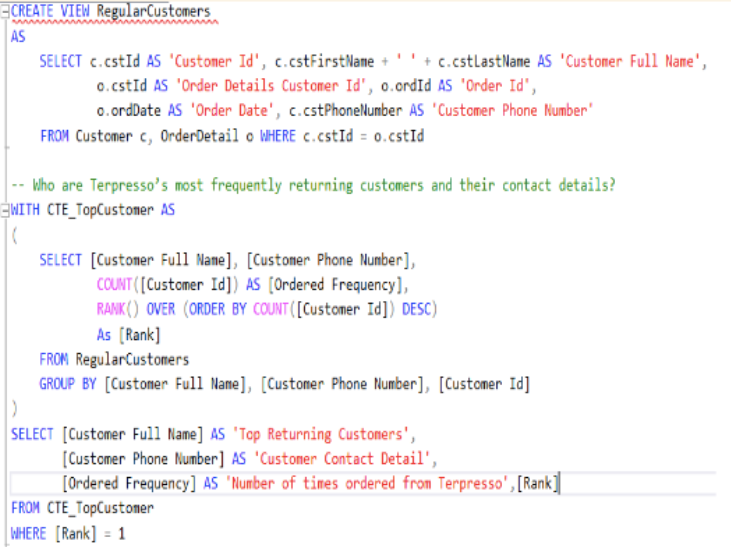 CREATE VIEW RegularCustomers
AS
SELECT c.cstId AS 'Customer Id', c.cstFirstName + ' ' + c.cstLastName AS 'Customer Full Name',
o.cstId AS 'Order Details Customer Id', o.ordId AS 'Order Id',
o.ordDate AS 'Order Date', c.cstPhoneNumber AS 'Customer Phone Number'
FROM Customer c, OrderDetail o WHERE c.cstId = o.cstId
-- Who are Terpresso's most frequently returning customers and their contact details?
WITH CTE_TopCustomer AS
(
SELECT [Customer Full Name], [Customer Phone Number],
COUNT([Customer Id]) AS [Ordered Frequency],
RANK() OVER (ORDER BY COUNT([Customer Id]) DESC)
As [Rank]
FROM RegularCustomers
GROUP BY [Customer Full Name], [Customer Phone Number], [Customer Id]
)
SELECT [Customer Full Name] AS 'Top Returning Customers',
[Customer Phone Number] AS 'Customer Contact Detail',
[Ordered Frequency] AS 'Number of times ordered from Terpresso',[Rank]
FROM CTE_TopCustomer
WHERE [Rank] = 1